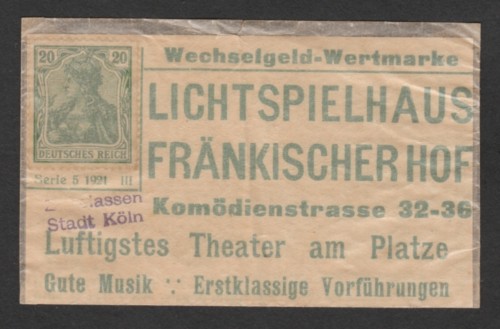 20 20
DEUTSCHES REICH
Serie 5 1921 III
lassen
Stadt Köln
Wechselgeld-Wertmarke
LICHTSPIELHAUS
FRÄNKISCHER HOF
Komödienstrasse 32-36
Luftigstes Theater am Platze
Gute Musik :: Erstklassige Vorführungen